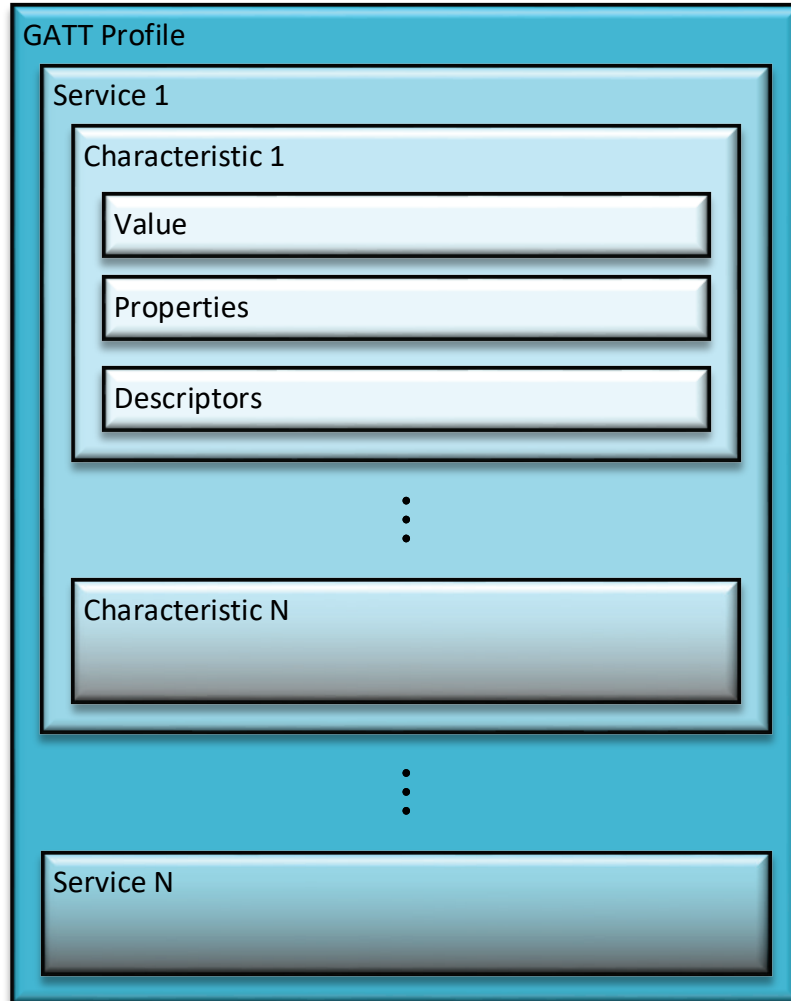 GATT Profile
Service 1
Characteristic 1
Value
Properties
Descriptors
Characteristic N
Service N